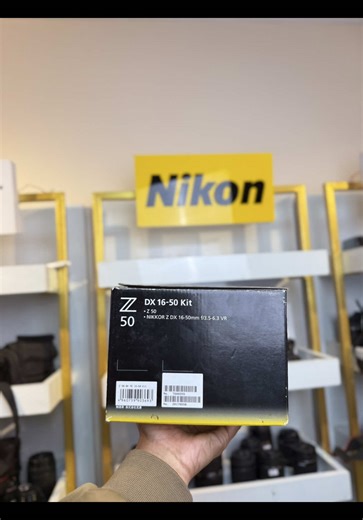 Nikon
Z
50
DX 16-50 Kit
• Z 50
• NIKKOR Z DX 16-50mm f/3.5-6.3 VR